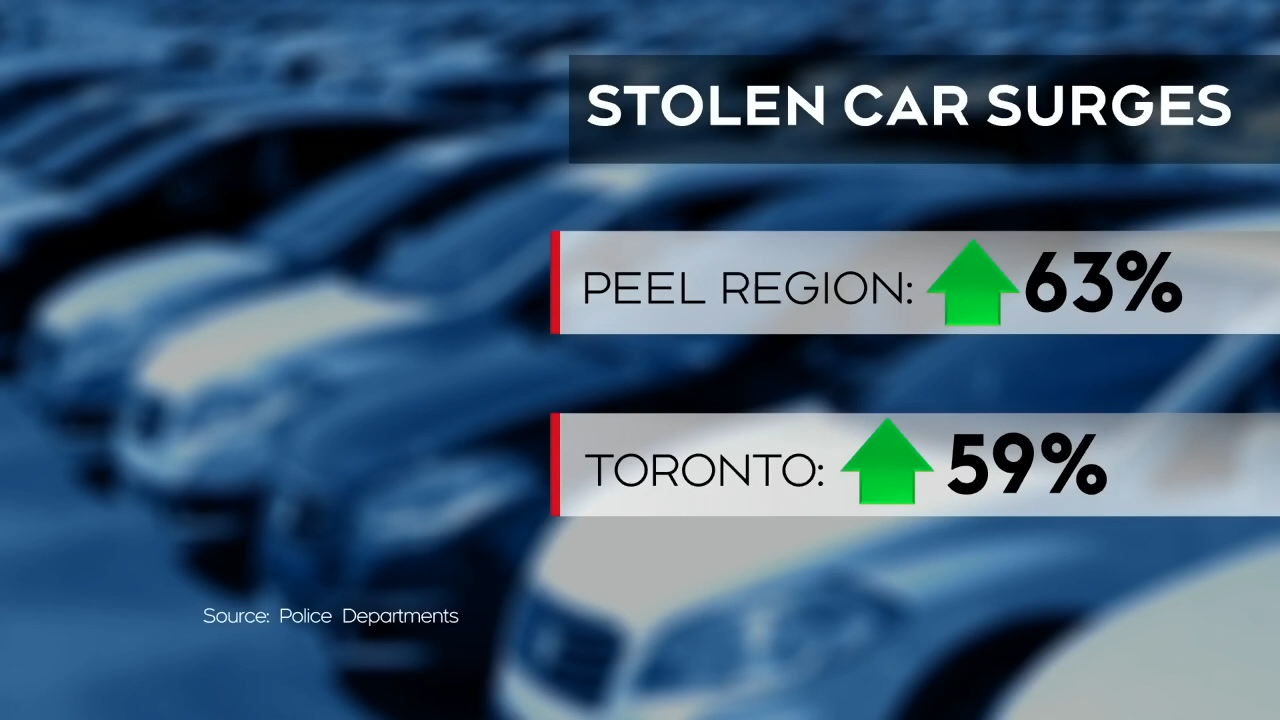 STOLEN CAR SURGES
PEEL REGION: 63%
TORONTO: 59%
Source: Police Departments